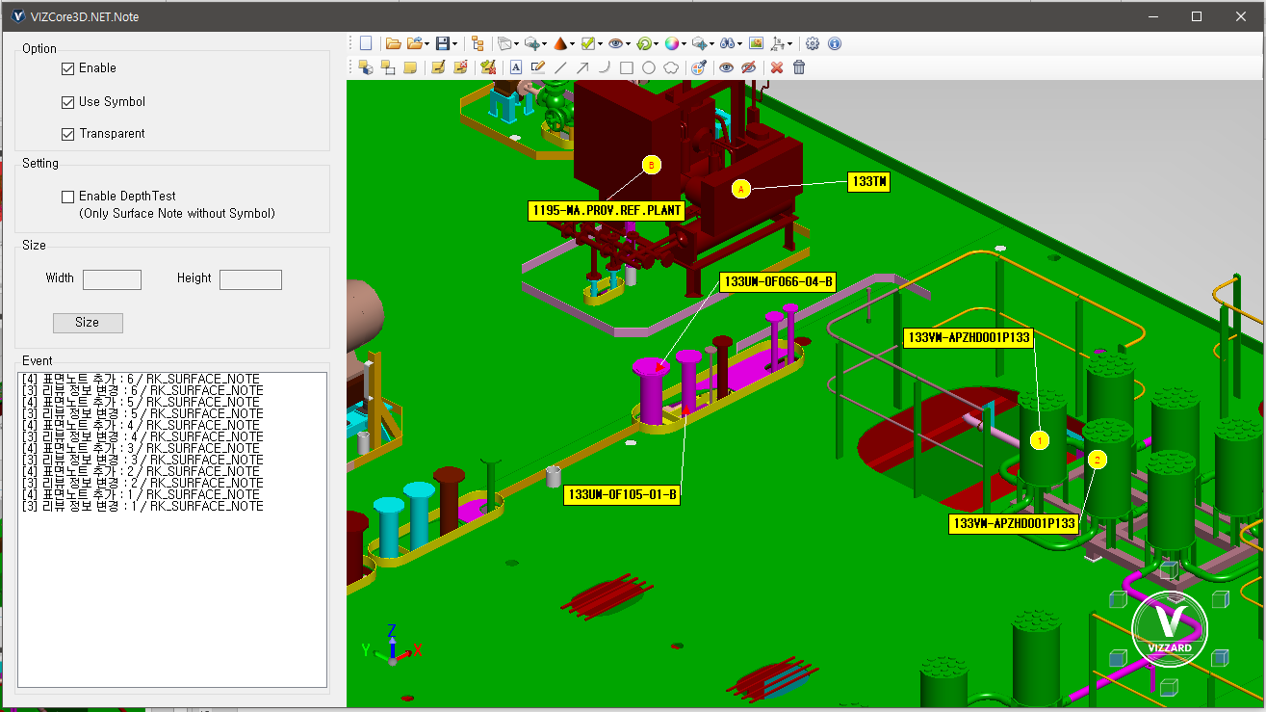 VIZCore3D.NET.Note
Option
Enable
Use Symbol
Transparent
Setting
Enable DepthTest
(Only Surface Note without Symbol)
Size
Width
Height
Size
Event
[4] 표면노트 추가 : 6 / RK_SURFACE_NOTE
[3] 리뷰 정보 변경 : 6 / RK_SURFACE_NOTE
[4] 표면노트 추가 : 5 / RK_SURFACE_NOTE
[3] 리뷰 정보 변경 : 5 / RK_SURFACE_NOTE
[4] 표면노트 추가 : 4 / RK_SURFACE_NOTE
[3] 리뷰 정보 변경 : 4 / RK_SURFACE_NOTE
[4] 표면노트 추가 : 3 / RK_SURFACE_NOTE
[3] 리뷰 정보 변경 : 3 / RK_SURFACE_NOTE
[4] 표면노트 추가 : 2 / RK_SURFACE_NOTE
[3] 리뷰 정보 변경 : 2 / RK_SURFACE_NOTE
[4] 표면노트 추가 : 1 / RK_SURFACE_NOTE
[3] 리뷰 정보 변경 : 1 / RK_SURFACE_NOTE
B
A
133TM
1195-MA.PROV.REF.PLANT
133UM-OF066-04-B
133VM-APZHD001P133
1
2
133UM-OF105-01-B
133VM-APZHD001P133
Z
Y
X
V
VIZZARD